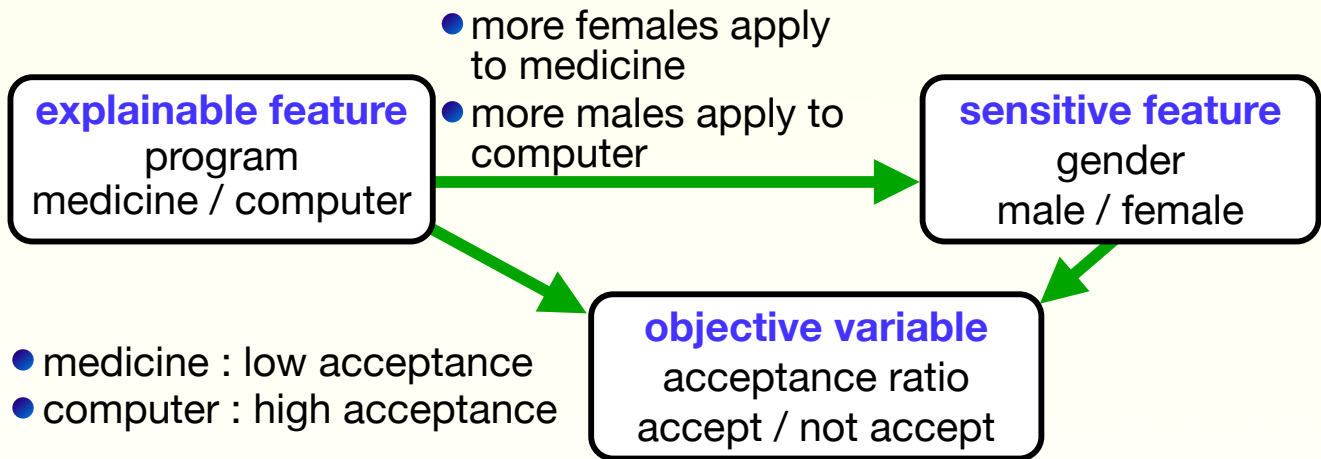 • more females apply
to medicine
• more males apply to
computer
explainable feature
program
medicine / computer
sensitive feature
gender
male / female
objective variable
acceptance ratio
accept / not accept
• medicine : low acceptance
• computer : high acceptance